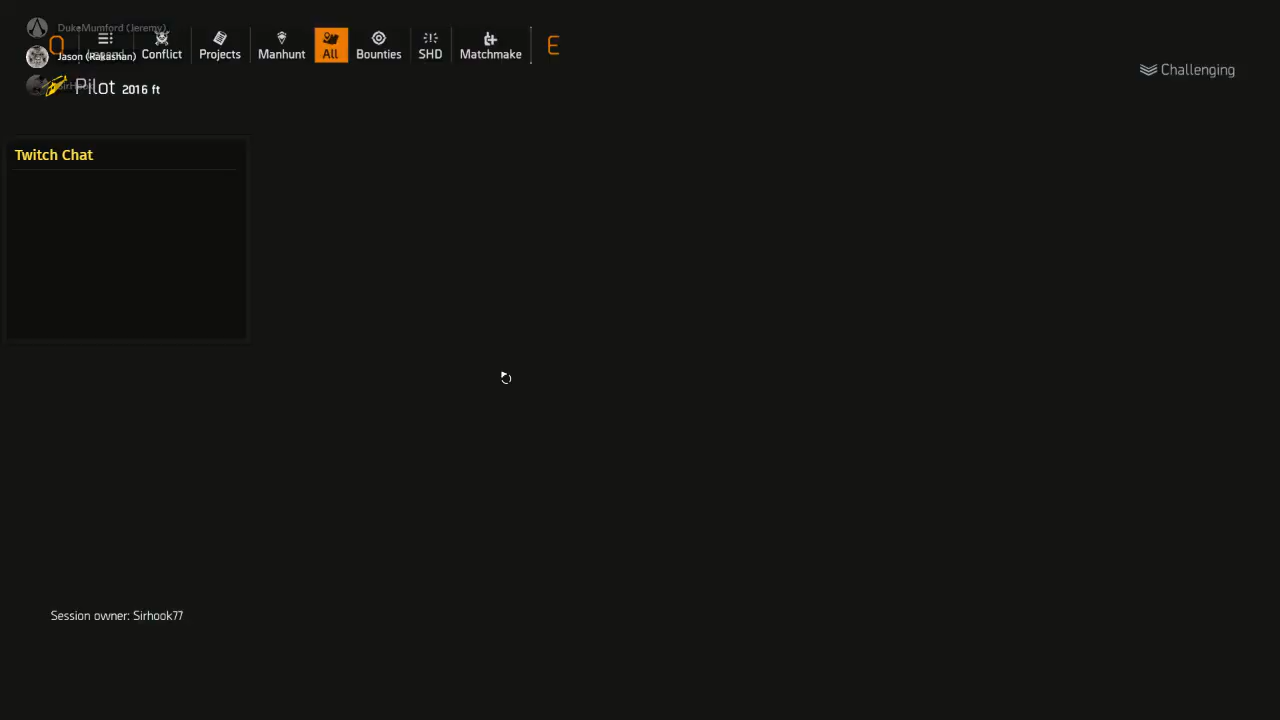 DukeMumford (Jeremy)
Q Conflict Projects Manhunt All Bounties SHD Matchmake E
Jason (Rakashan)
Challenging
Pilot 2016 ft
Twitch Chat
Session owner: Sirhook77